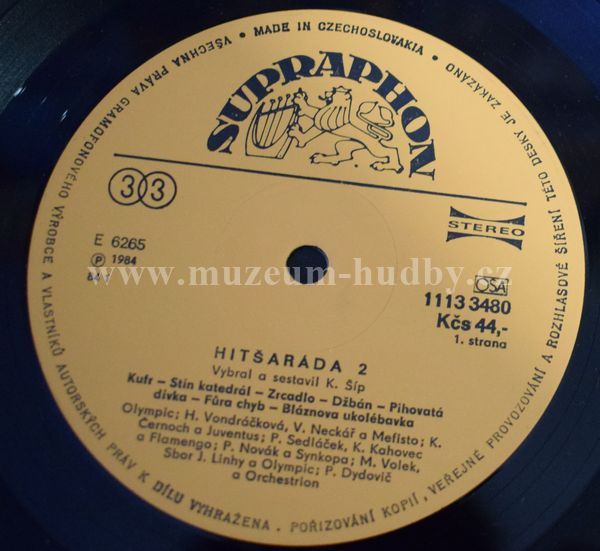 VŠECHNA PRÁVA GRAMOFONOVÉHO VÝROBCE A VLASTNÍKŮ AUTORSKÝCH PRÁV K DÍLU VYHRAŽENA. POŘIZOVÁNÍ KOPIÍ, VEŘEJNÉ PROVOZOVÁNÍ A ROZHLASOVÉ ŠÍŘENÍ TÉTO DESKY JE ZAKÁZÁNO • MADE IN CZECHOSLOVAKIA •
SUPRAPHON
33
STEREO
E 6265
Ⓟ 1984
OSA
1113 3480
Kčs 44,-
1. strana
www.muzeum-hudby.cz
HITŠARÁDA 2
Vybral a sestavil K. Šíp
Kufr – Stín katedrál – Zrcadlo – Džbán – Pihovatá
dívka – Fůra chyb – Bláznova ukolébavka
Olympic; H. Vondráčková, V. Neckář a Mefisto; K.
Černoch a Juventus; P. Sedláček, K. Kahovec
a Flamengo; P. Novák a Synkopa; M. Volek,
Sbor J. Linhy a Olympic; P. Dydovič
a Orchestrion